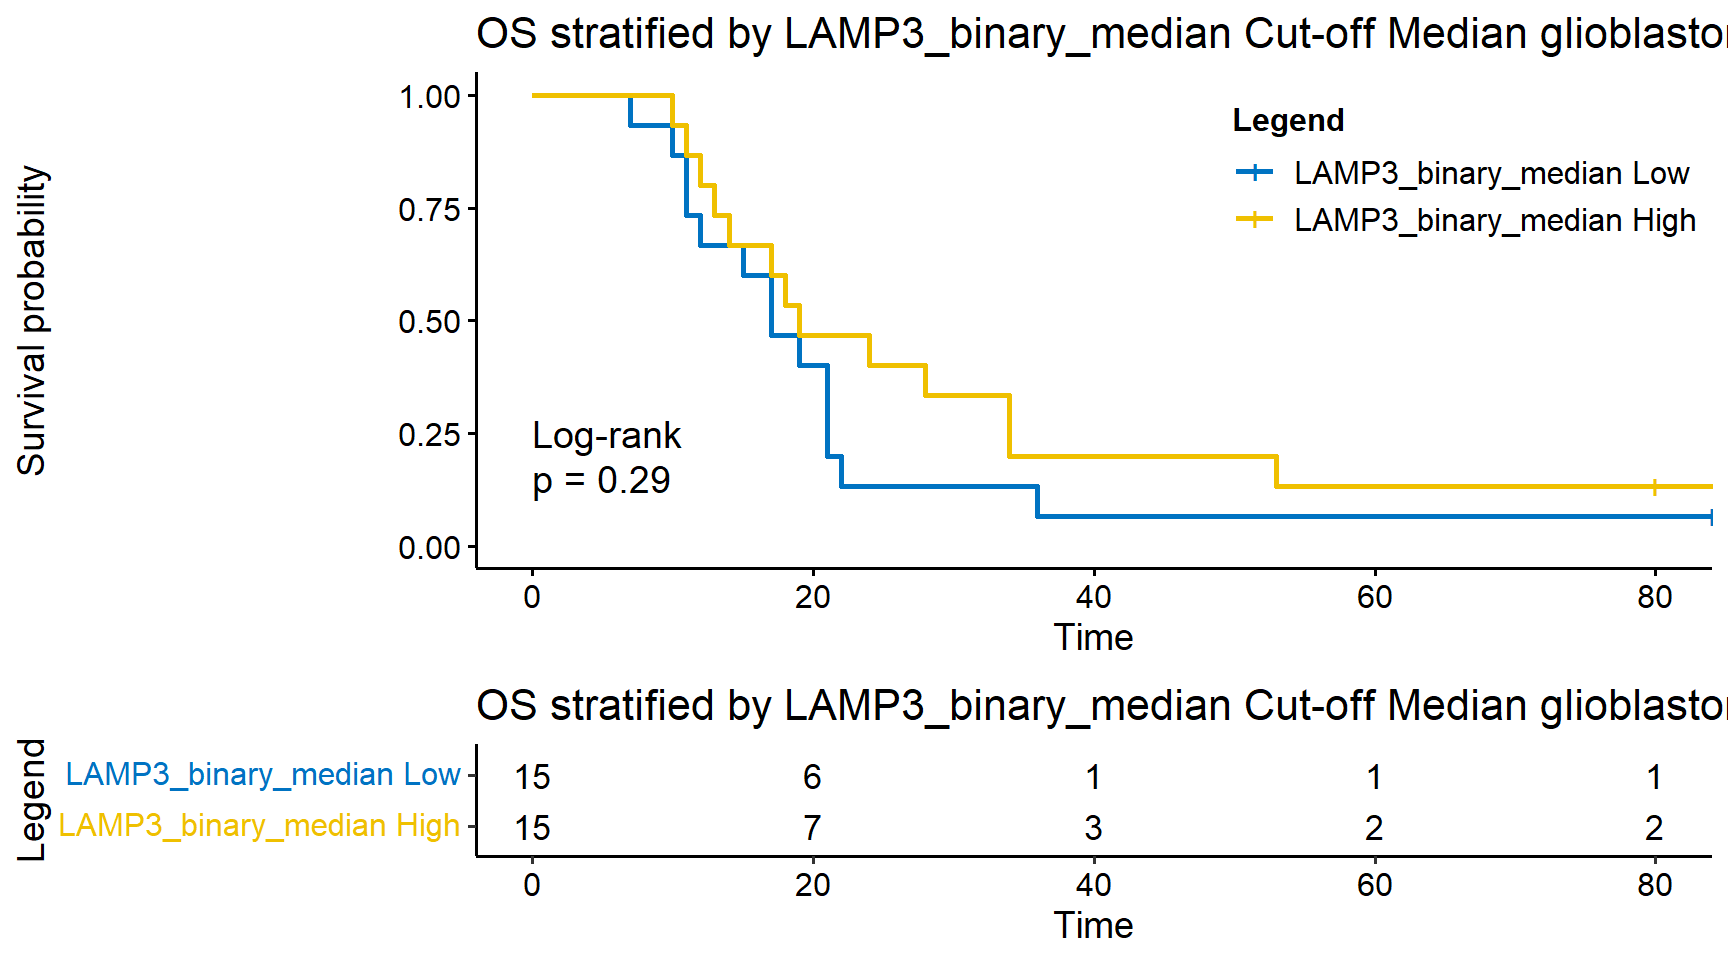 OS stratified by LAMP3_binary_median Cut-off Median
Survival probability
1.00
0.75
0.50
0.25
0.00
Legend
LAMP3_binary_median Low
LAMP3_binary_median High
Log-rank
p = 0.29
0 20 40 60 80
Time
OS stratified by LAMP3_binary_median Cut-off Median
Legend
LAMP3_binary_median Low 15 6 1 1 1
LAMP3_binary_median High 15 7 3 2 2
0 20 40 60 80
Time